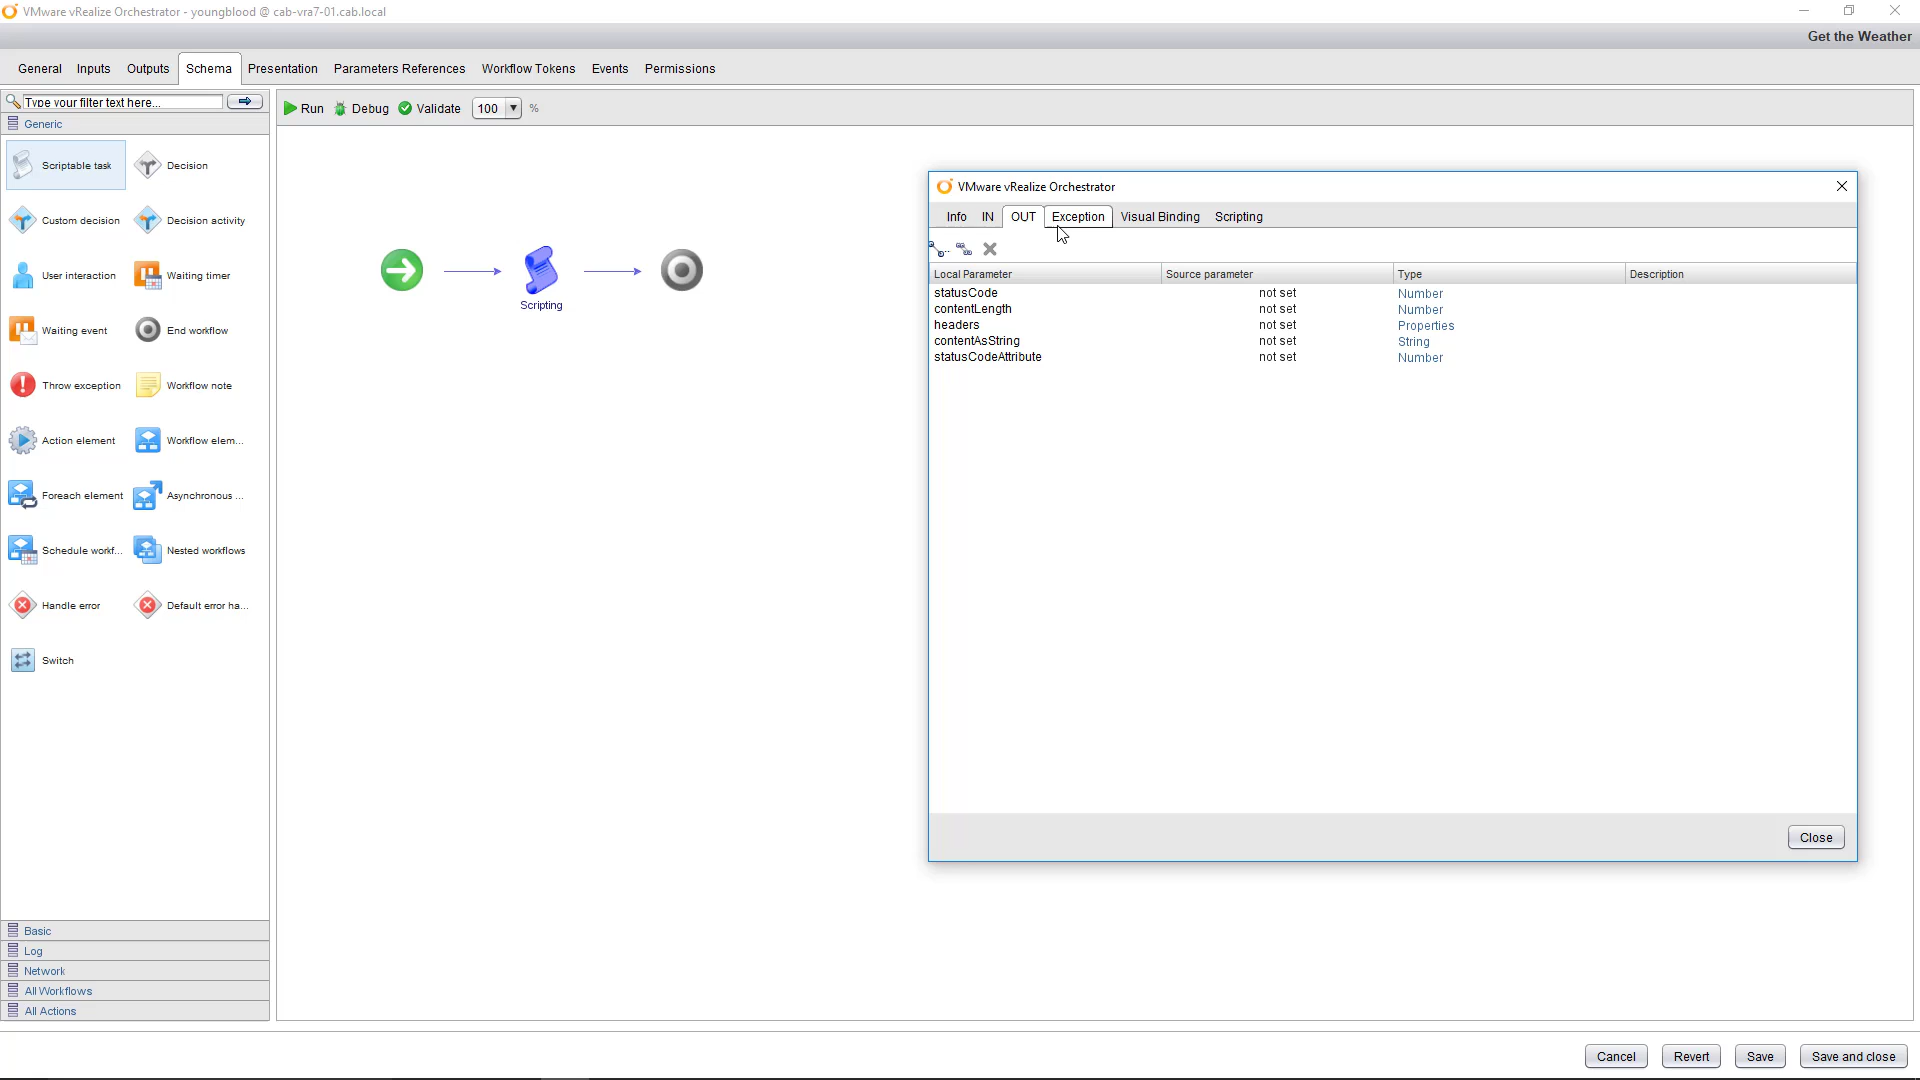 VMware vRealize Orchestrator - youngblood @ cab-vra7-01.cab.local
Get the Weather
General Inputs Outputs Schema Presentation Parameters References Workflow Tokens Events Permissions
Type your filter text here...
Run Debug Validate 100 %
Generic
Scriptable task Decision
Custom decision Decision activity
User interaction Waiting timer
Waiting event End workflow
Throw exception Workflow note
Action element Workflow elem...
Foreach element Asynchronous ...
Schedule workf... Nested workflows
Handle error Default error ha...
Switch
Basic
Log
Network
All Workflows
All Actions
Scripting
VMware vRealize Orchestrator
Info IN OUT Exception Visual Binding Scripting
Local Parameter Source parameter Type Description
statusCode not set Number
contentLength not set Number
headers not set Properties
contentAsString not set String
statusCodeAttribute not set Number
Close
Cancel Revert Save Save and close